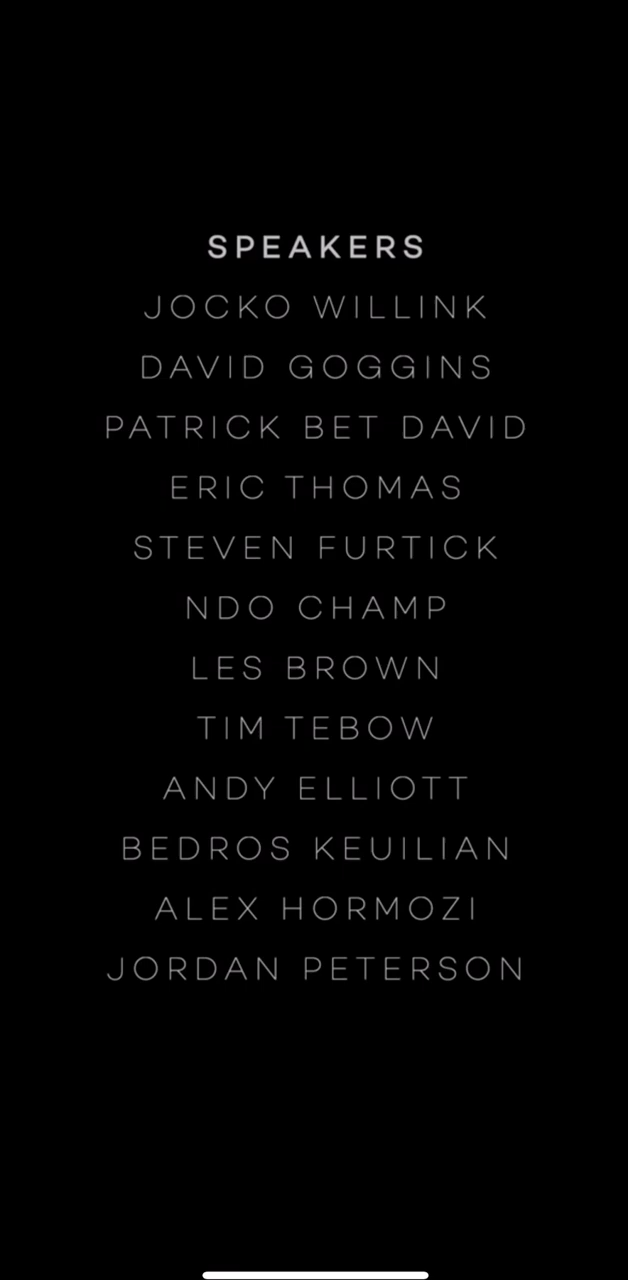 SPEAKERS
JOCKO WILLINK
DAVID GOGGINS
PATRICK BET DAVID
ERIC THOMAS
STEVEN FURTICK
NDO CHAMP
LES BROWN
TIM TEBOW
ANDY ELLIOTT
BEDROS KEUILIAN
ALEX HORMOZI
JORDAN PETERSON